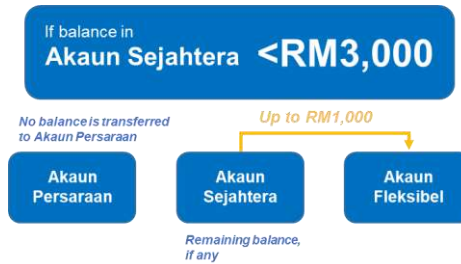 If balance in
Akaun Sejahtera <RM3,000
No balance is transferred
to Akaun Persaraan
Up to RM1,000
Akaun
Persaraan
Akaun
Sejahtera
Akaun
Fleksibel
Remaining balance,
if any